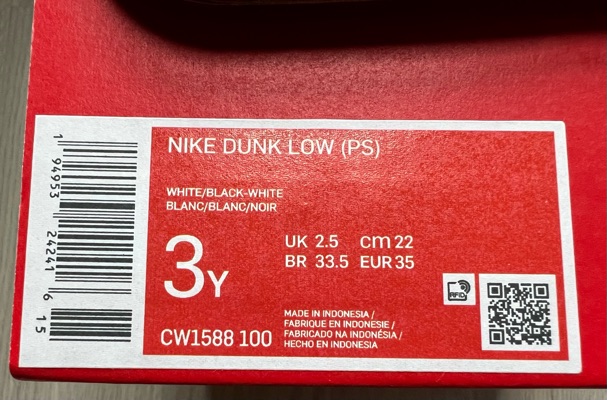 NIKE DUNK LOW (PS)
WHITE/BLACK-WHITE
BLANC/BLANC/NOIR
3Y
UK 2.5 cm 22
BR 33.5 EUR 35
RFID
CW1588 100
MADE IN INDONESIA /
FABRIQUE EN INDONESIE /
FABRICADO NA INDONÉSIA /
HECHO EN INDONESIA
1 94953 24241 6 15